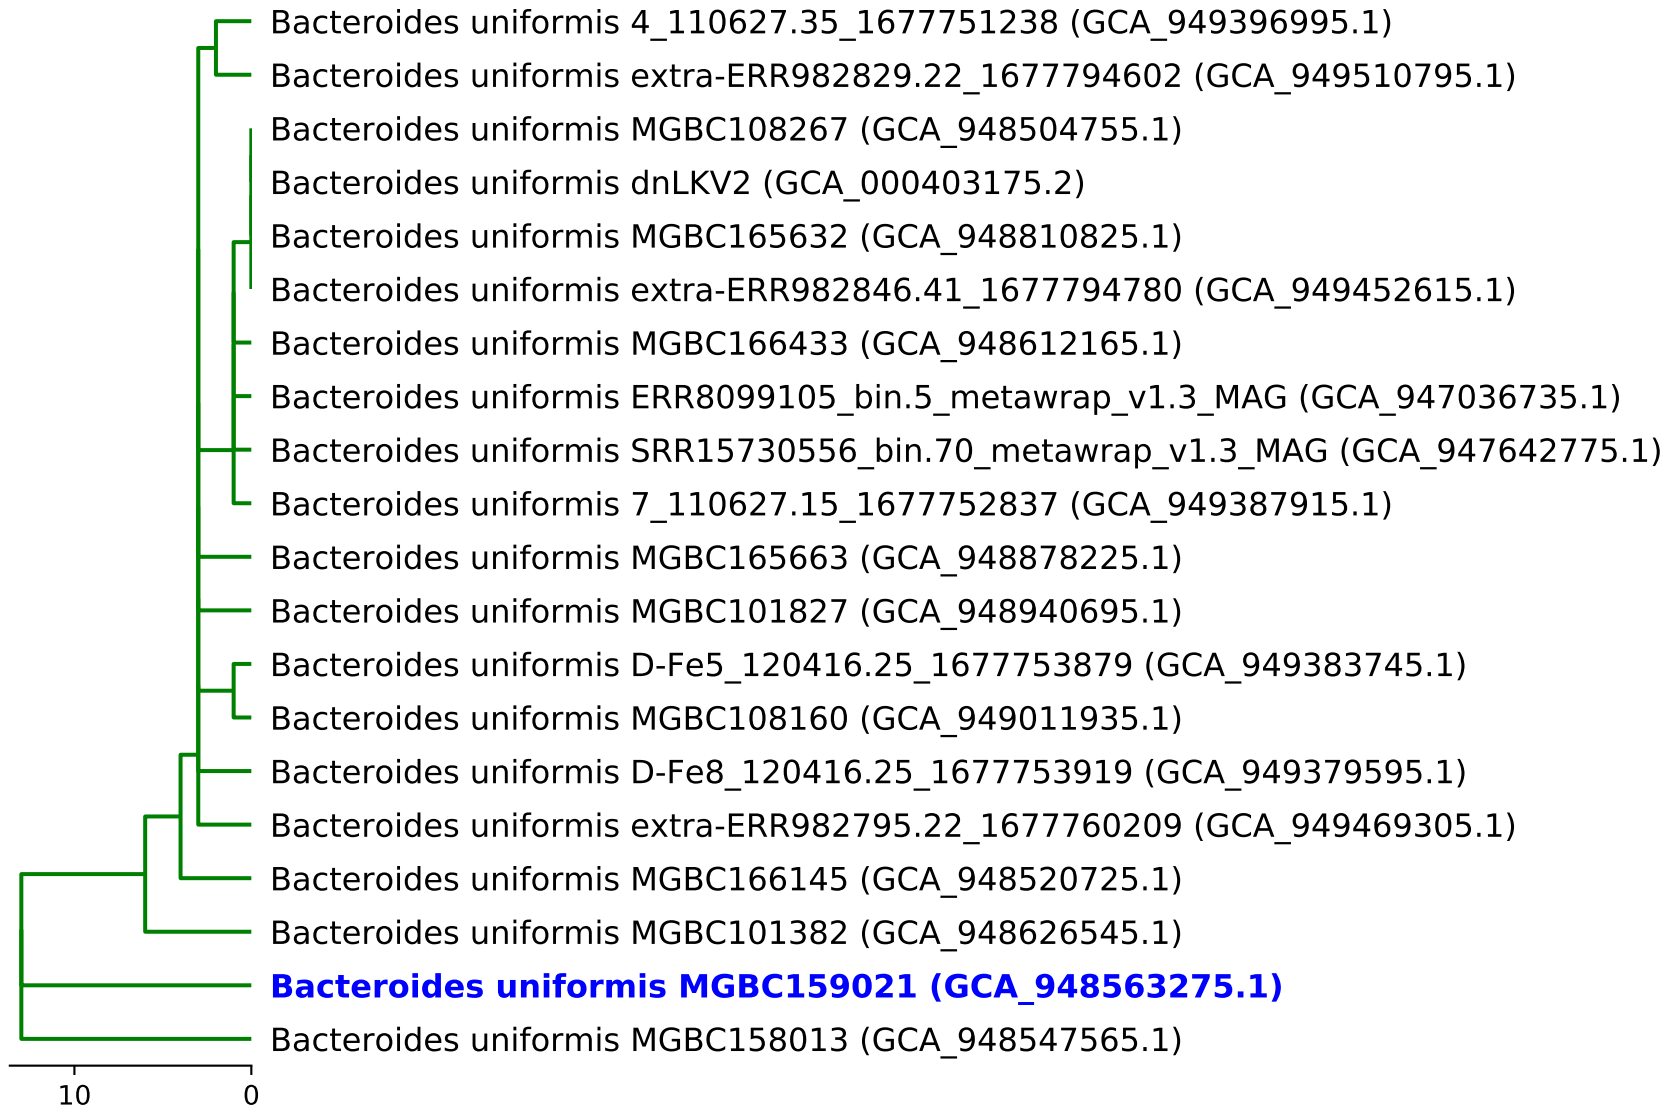 Bacteroides uniformis 4_110627.35_1677751238 (GCA_949396995.1)
Bacteroides uniformis extra-ERR982829.22_1677794602 (GCA_949510795.1)
Bacteroides uniformis MGBC108267 (GCA_948504755.1)
Bacteroides uniformis dnLKV2 (GCA_000403175.2)
Bacteroides uniformis MGBC165632 (GCA_948810825.1)
Bacteroides uniformis extra-ERR982846.41_1677794780 (GCA_949452615.1)
Bacteroides uniformis MGBC166433 (GCA_948612165.1)
Bacteroides uniformis ERR8099105_bin.5_metawrap_v1.3_MAG (GCA_947036735.1)
Bacteroides uniformis SRR15730556_bin.70_metawrap_v1.3_MAG (GCA_947642775.1)
Bacteroides uniformis 7_110627.15_1677752837 (GCA_949387915.1)
Bacteroides uniformis MGBC165663 (GCA_948878225.1)
Bacteroides uniformis MGBC101827 (GCA_948940695.1)
Bacteroides uniformis D-Fe5_120416.25_1677753879 (GCA_949383745.1)
Bacteroides uniformis MGBC108160 (GCA_949011935.1)
Bacteroides uniformis D-Fe8_120416.25_1677753919 (GCA_949379595.1)
Bacteroides uniformis extra-ERR982795.22_1677760209 (GCA_949469305.1)
Bacteroides uniformis MGBC166145 (GCA_948520725.1)
Bacteroides uniformis MGBC101382 (GCA_948626545.1)
Bacteroides uniformis MGBC159021 (GCA_948563275.1)
Bacteroides uniformis MGBC158013 (GCA_948547565.1)
10 0